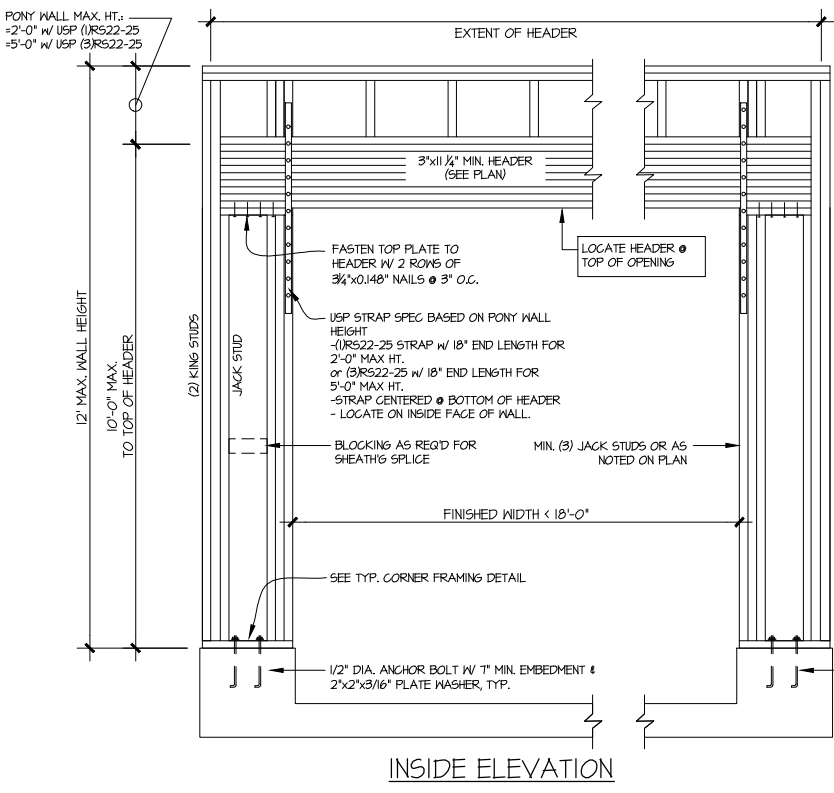 PONY WALL MAX. HT.:
=2'-0" W/ USP (1)RS22-25
=5'-0" W/ USP (3)RS22-25
EXTENT OF HEADER
3"x11 1/4" MIN. HEADER
(SEE PLAN)
FASTEN TOP PLATE TO
HEADER W/ 2 ROWS OF
3 1/4"x0.148" NAILS @ 3" O.C.
LOCATE HEADER @
TOP OF OPENING
USP STRAP SPEC BASED ON PONY WALL
HEIGHT
-(1)RS22-25 STRAP W/ 18" END LENGTH FOR
2'-0" MAX HT.
or (3)RS22-25 W/ 18" END LENGTH FOR
5'-0" MAX HT.
-STRAP CENTERED @ BOTTOM OF HEADER
- LOCATE ON INSIDE FACE OF WALL.
12' MAX. WALL HEIGHT
10'-0" MAX.
TO TOP OF HEADER
(2) KING STUDS
JACK STUD
BLOCKING AS REQ'D FOR
SHEATH'G SPLICE
MIN. (3) JACK STUDS OR AS
NOTED ON PLAN
FINISHED WIDTH < 18'-0"
SEE TYP. CORNER FRAMING DETAIL
1/2" DIA. ANCHOR BOLT W/ 7" MIN. EMBEDMENT &
2"x2"x3/16" PLATE WASHER, TYP.
INSIDE ELEVATION